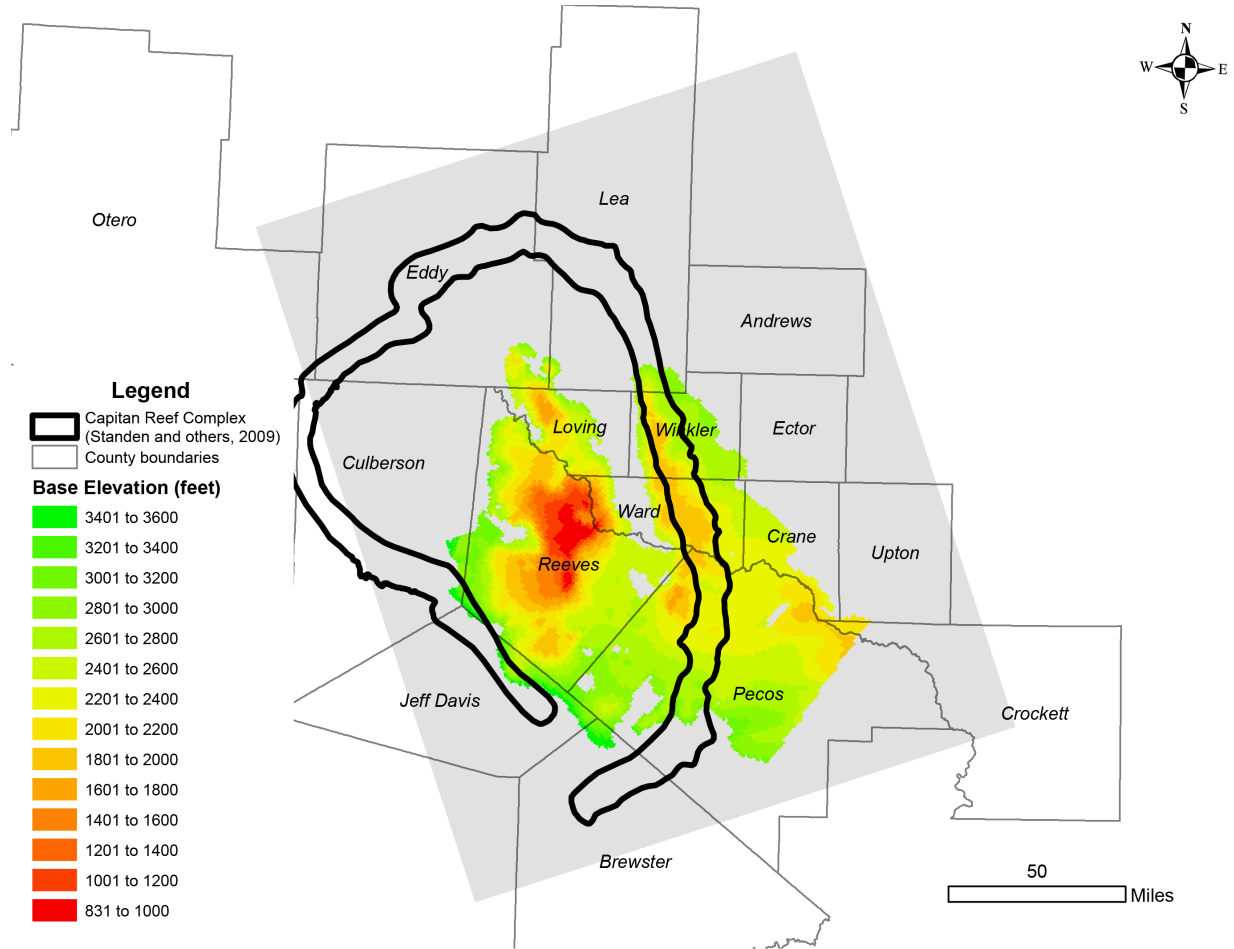 N
W E
S
Lea
Otero
Eddy
Andrews
Legend
Capitan Reef Complex
(Standen and others, 2009)
County boundaries
Base Elevation (feet)
3401 to 3600
3201 to 3400
3001 to 3200
2801 to 3000
2601 to 2800
2401 to 2600
2201 to 2400
2001 to 2200
1801 to 2000
1601 to 1800
1401 to 1600
1201 to 1400
1001 to 1200
831 to 1000
Loving
Winkler
Ector
Culberson
Ward
Crane
Upton
Reeves
Jeff Davis
Pecos
Crockett
Brewster
50
Miles